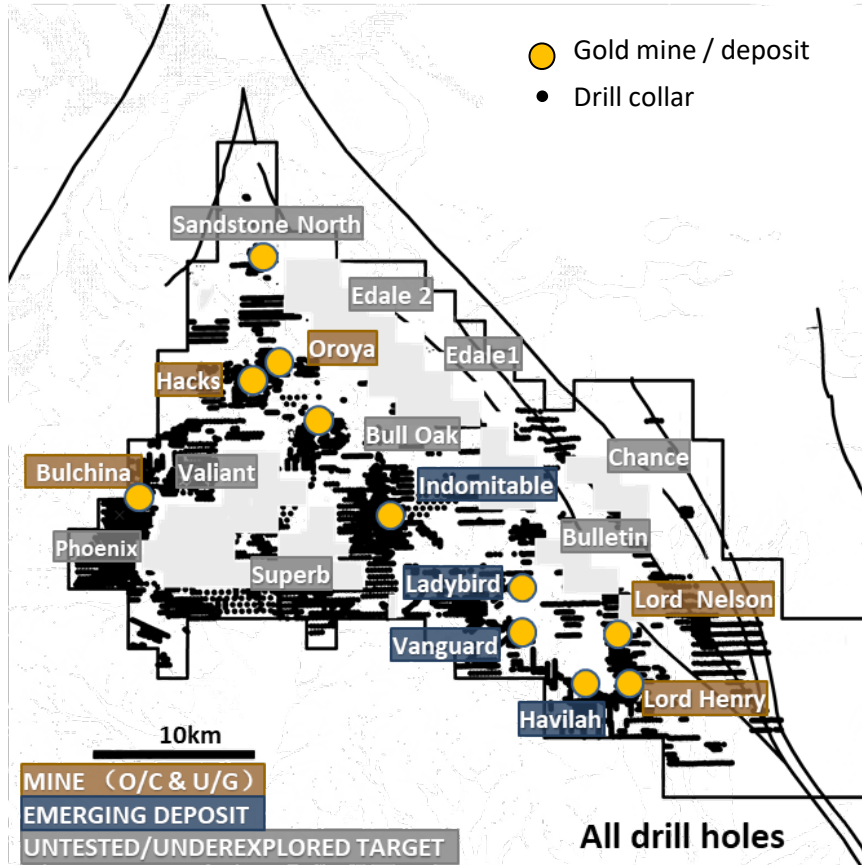 Gold mine / deposit
Drill collar
Sandstone North
Edale 2
Oroya
Edale1
Hacks
Bull Oak
Chance
Bulchina
Valiant
Indomitable
Phoenix
Bulletin
Superb
Ladybird
Lord Nelson
Vanguard
Lord Henry
Havilah
10km
MINE （O/C & U/G）
EMERGING DEPOSIT
UNTESTED/UNDEREXPLORED TARGET
All drill holes